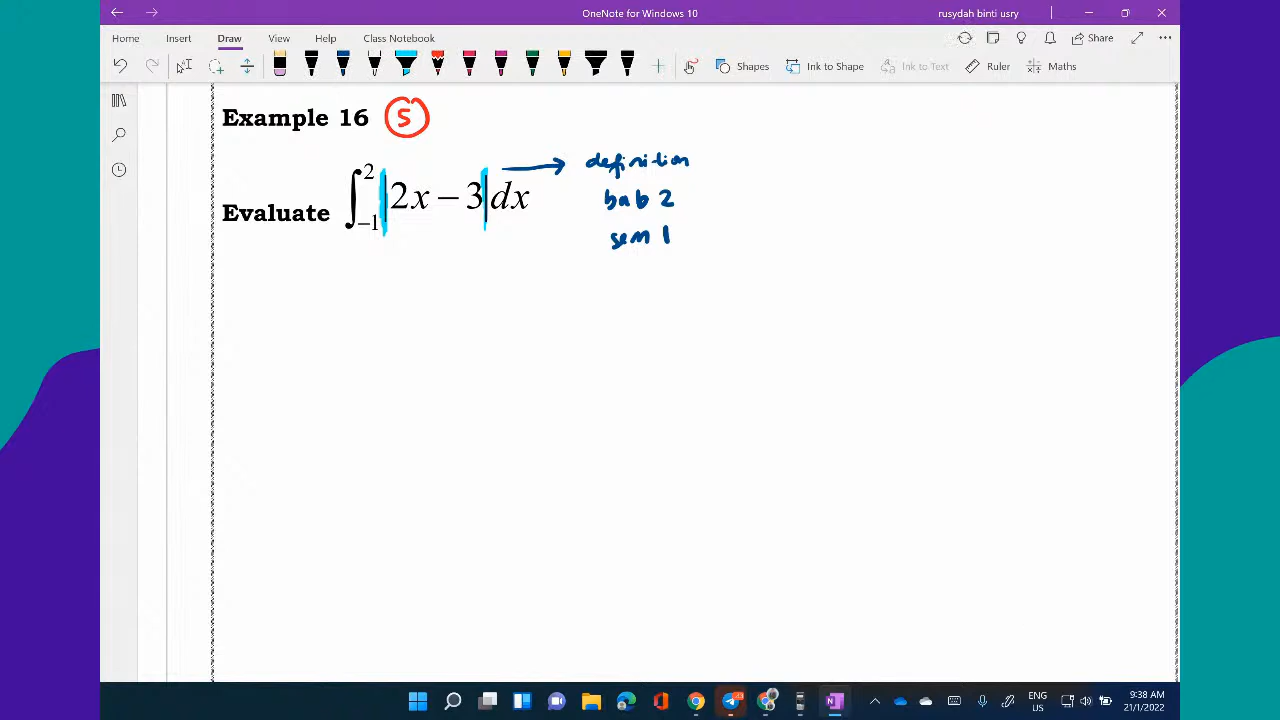 OneNote for Windows 10
rusydah binti usry
Home Insert Draw View Help Class Notebook
Share
Shapes Ink to Shape Ink to Text Ruler Maths
Example 16 5
Evaluate ∫₋₁² |2x − 3| dx
definition
bab 2
sem 1
ENG
US
9:38 AM
21/1/2022